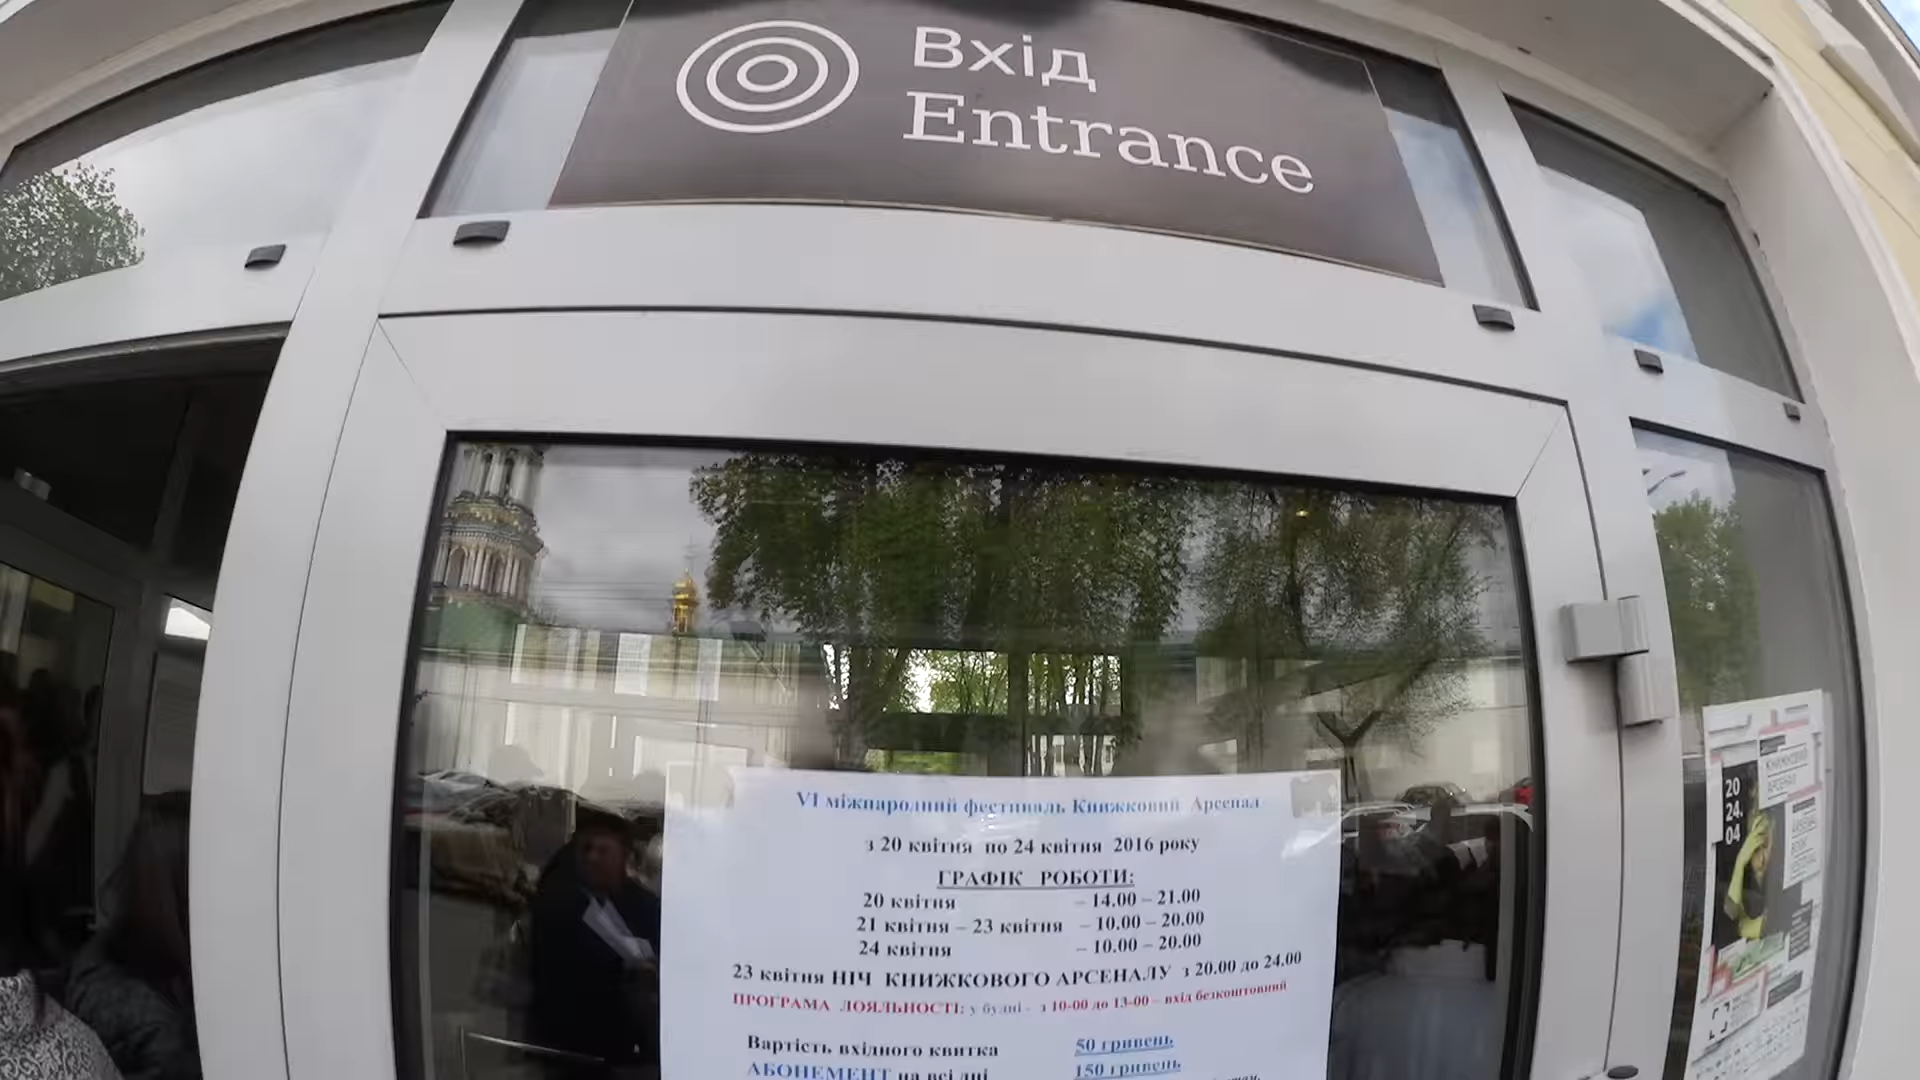 Вхід
Entrance
VI міжнародний фестиваль Книжковий Арсенал
з 20 квітня по 24 квітня 2016 року
ГРАФІК РОБОТИ:
20 квітня – 14.00 – 21.00
21 квітня – 23 квітня – 10.00 – 20.00
24 квітня – 10.00 – 20.00
23 квітня НІЧ КНИЖКОВОГО АРСЕНАЛУ з 20.00 до 24.00
ПРОГРАМА ЛОЯЛЬНОСТІ: у будні - з 10-00 до 13-00 – вхід безкоштовний
Вартість вхідного квитка 50 гривень
АБОНЕМЕНТ на всі дні 150 гривень
20
24.
04
КНИЖКОВИЙ
АРСЕНАЛ